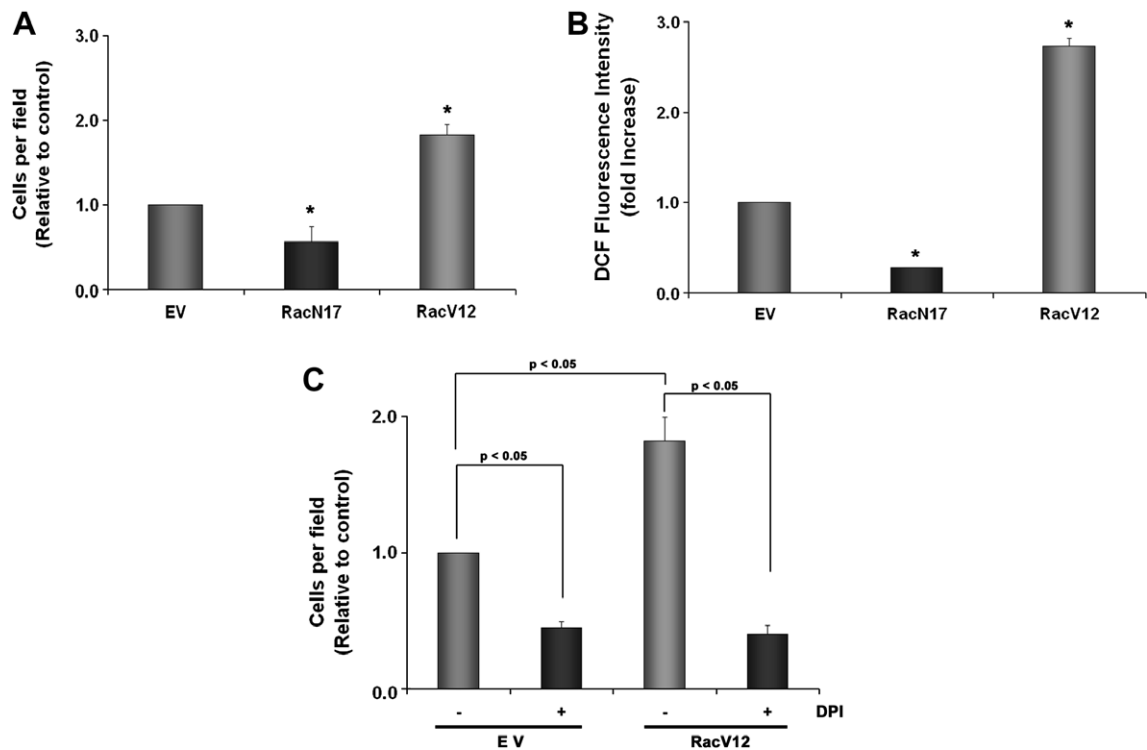 A
Cells per field
(Relative to control)
3.0
*
2.0
*
1.0
0.0
EV RacN17 RacV12
B
DCF Fluorescence Intensity
(fold Increase)
*
3.0
2.0
1.0
*
0.0
EV RacN17 RacV12
C
Cells per field
(Relative to control)
p < 0.05
p < 0.05
2.0
p < 0.05
1.0
0.0
- + - + DPI
E V RacV12